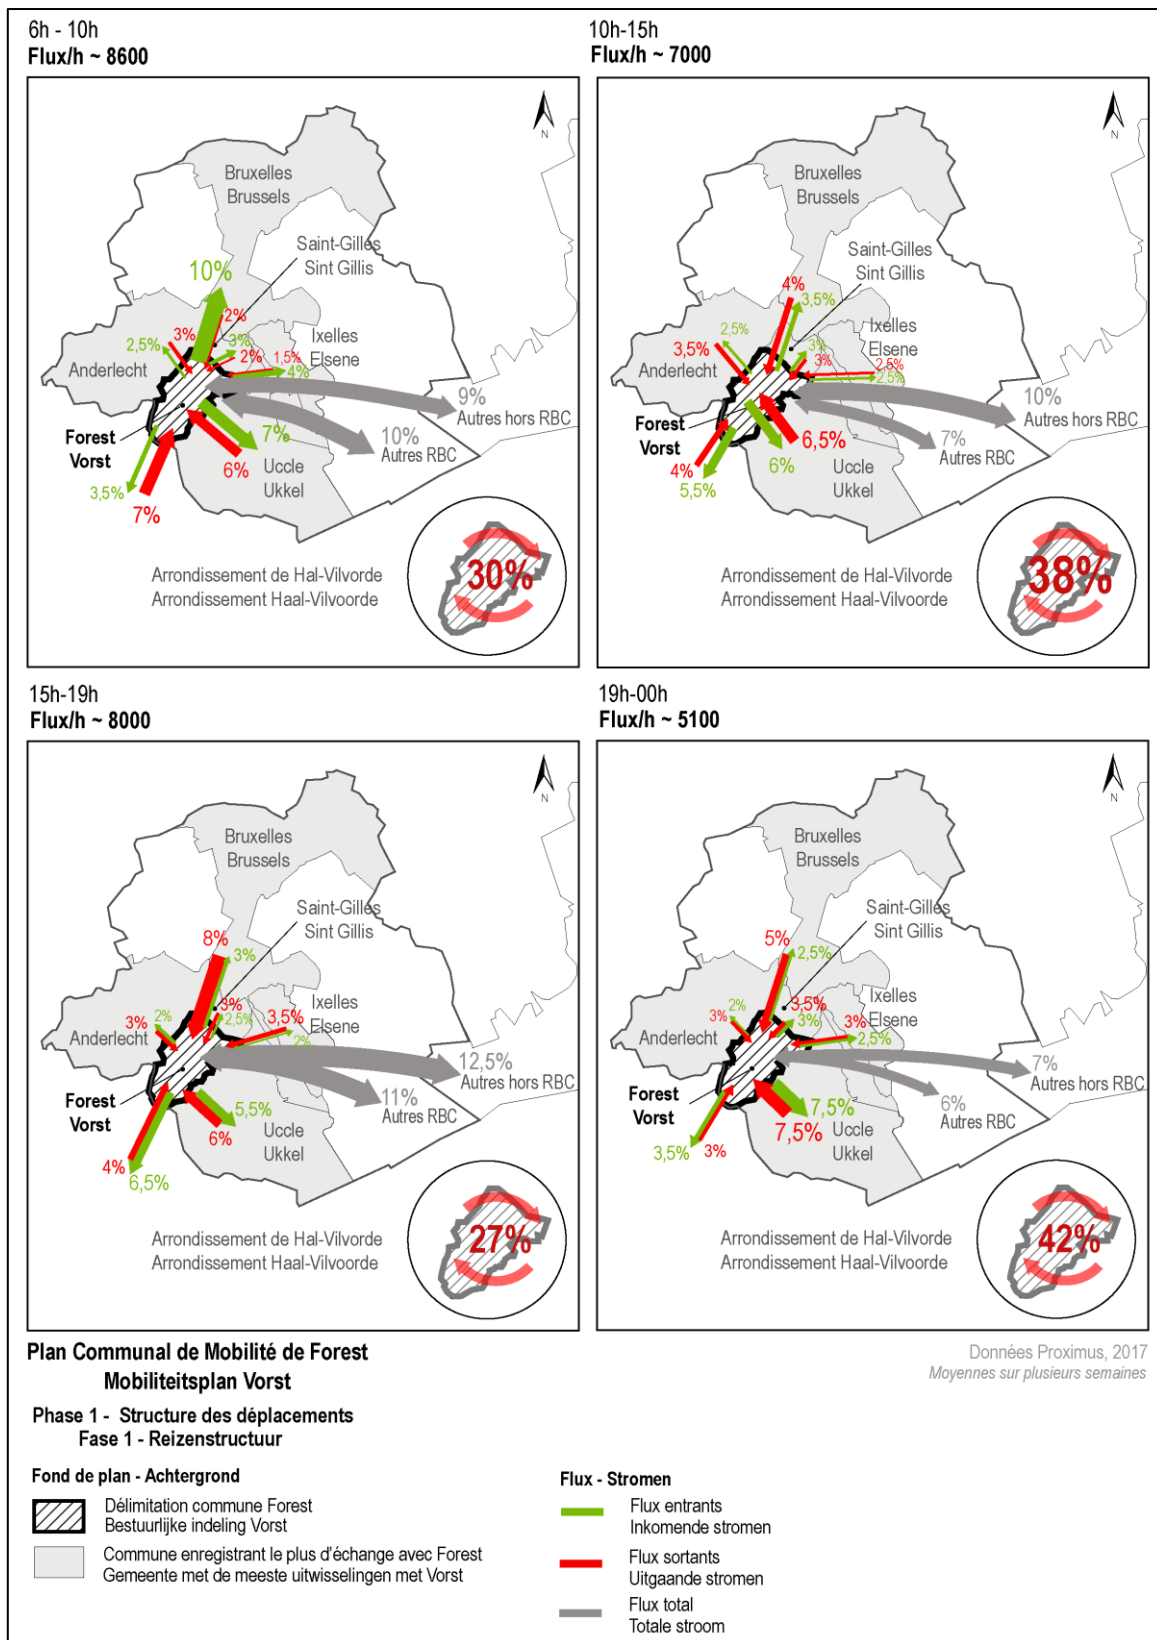 6h - 10h
Flux/h ~ 8600
Bruxelles
Brussels
Saint-Gilles
Sint Gillis
10%
2%
3%
2,5%
3%
2%
Ixelles
Elsene
1,5%
4%
Anderlecht
9%
Autres hors RBC
10%
Autres RBC
Forest
Vorst
7%
6%
Uccle
Ukkel
3,5%
7%
N
Arrondissement de Hal-Vilvorde
Arrondissement Haal-Vilvoorde
30%
10h-15h
Flux/h ~ 7000
Bruxelles
Brussels
Saint-Gilles
Sint Gillis
4%
3,5%
2,5%
3,5%
3%
3%
Ixelles
Elsene
2,5%
2,5%
Anderlecht
10%
Autres hors RBC
7%
Autres RBC
Forest
Vorst
6,5%
6%
Uccle
Ukkel
4%
5,5%
N
Arrondissement de Hal-Vilvorde
Arrondissement Haal-Vilvoorde
38%
15h-19h
Flux/h ~ 8000
Bruxelles
Brussels
Saint-Gilles
Sint Gillis
8%
3%
2%
3%
3%
2,5%
Ixelles
Elsene
3,5%
2%
Anderlecht
12,5%
Autres hors RBC
11%
Autres RBC
Forest
Vorst
5,5%
6%
Uccle
Ukkel
4%
6,5%
N
Arrondissement de Hal-Vilvorde
Arrondissement Haal-Vilvoorde
27%
19h-00h
Flux/h ~ 5100
Bruxelles
Brussels
Saint-Gilles
Sint Gillis
5%
2,5%
2%
3%
3,5%
3%
Ixelles
Elsene
3%
2,5%
Anderlecht
7%
Autres hors RBC
6%
Autres RBC
Forest
Vorst
7,5%
7,5%
Uccle
Ukkel
3,5%
3%
N
Arrondissement de Hal-Vilvorde
Arrondissement Haal-Vilvoorde
42%
Plan Communal de Mobilité de Forest
Mobiliteitsplan Vorst
Données Proximus, 2017
Moyennes sur plusieurs semaines
Phase 1 - Structure des déplacements
Fase 1 - Reizenstructuur
Fond de plan - Achtergrond
Délimitation commune Forest
Bestuurlijke indeling Vorst
Commune enregistrant le plus d'échange avec Forest
Gemeente met de meeste uitwisselingen met Vorst
Flux - Stromen
Flux entrants
Inkomende stromen
Flux sortants
Uitgaande stromen
Flux total
Totale stroom